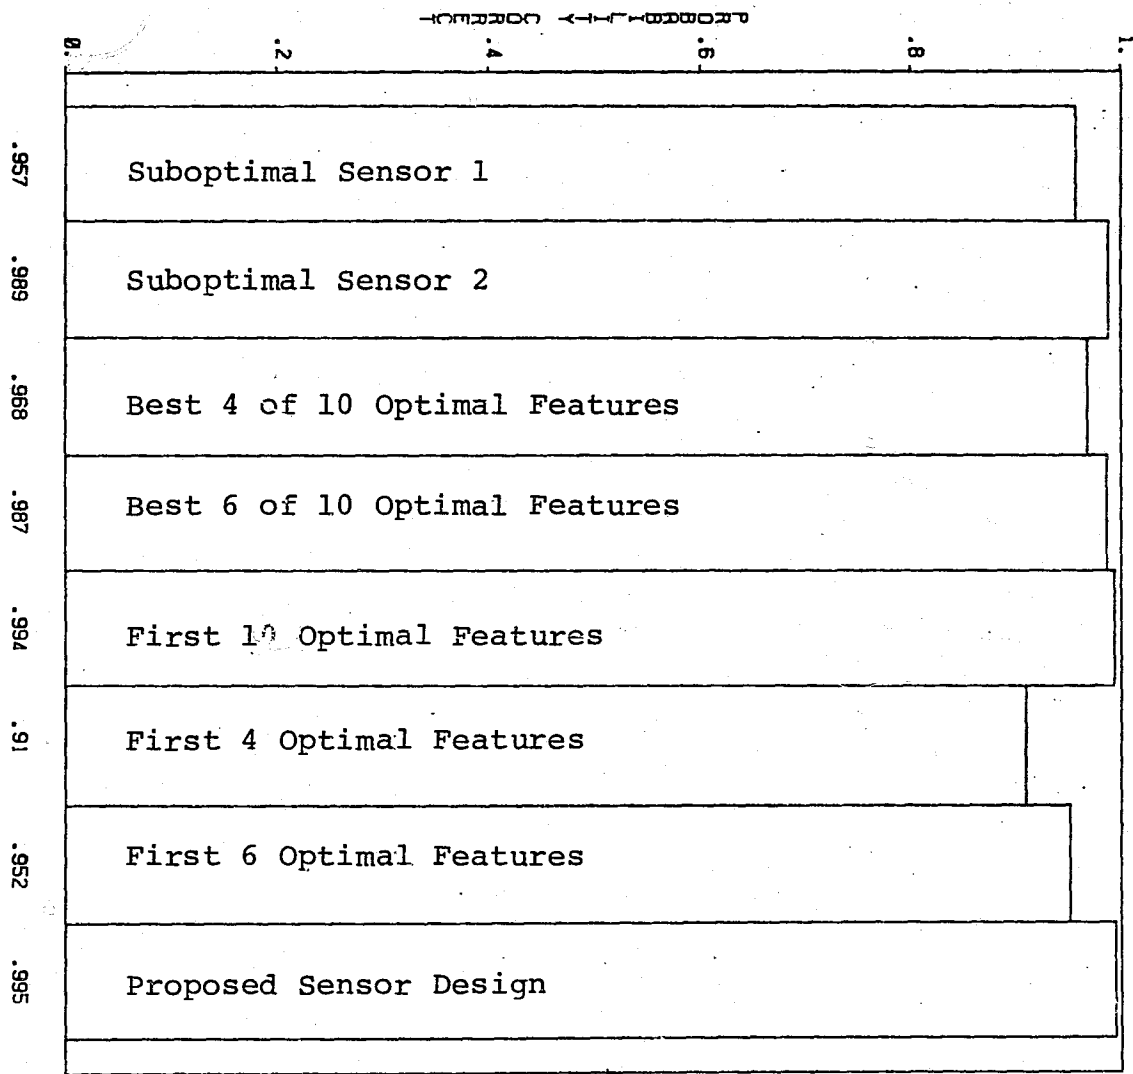 PROBABILITY CORRECT
0. .2 .4 .6 .8 1.
.957 Suboptimal Sensor 1
.989 Suboptimal Sensor 2
.968 Best 4 of 10 Optimal Features
.987 Best 6 of 10 Optimal Features
.994 First 10 Optimal Features
.91 First 4 Optimal Features
.952 First 6 Optimal Features
.995 Proposed Sensor Design